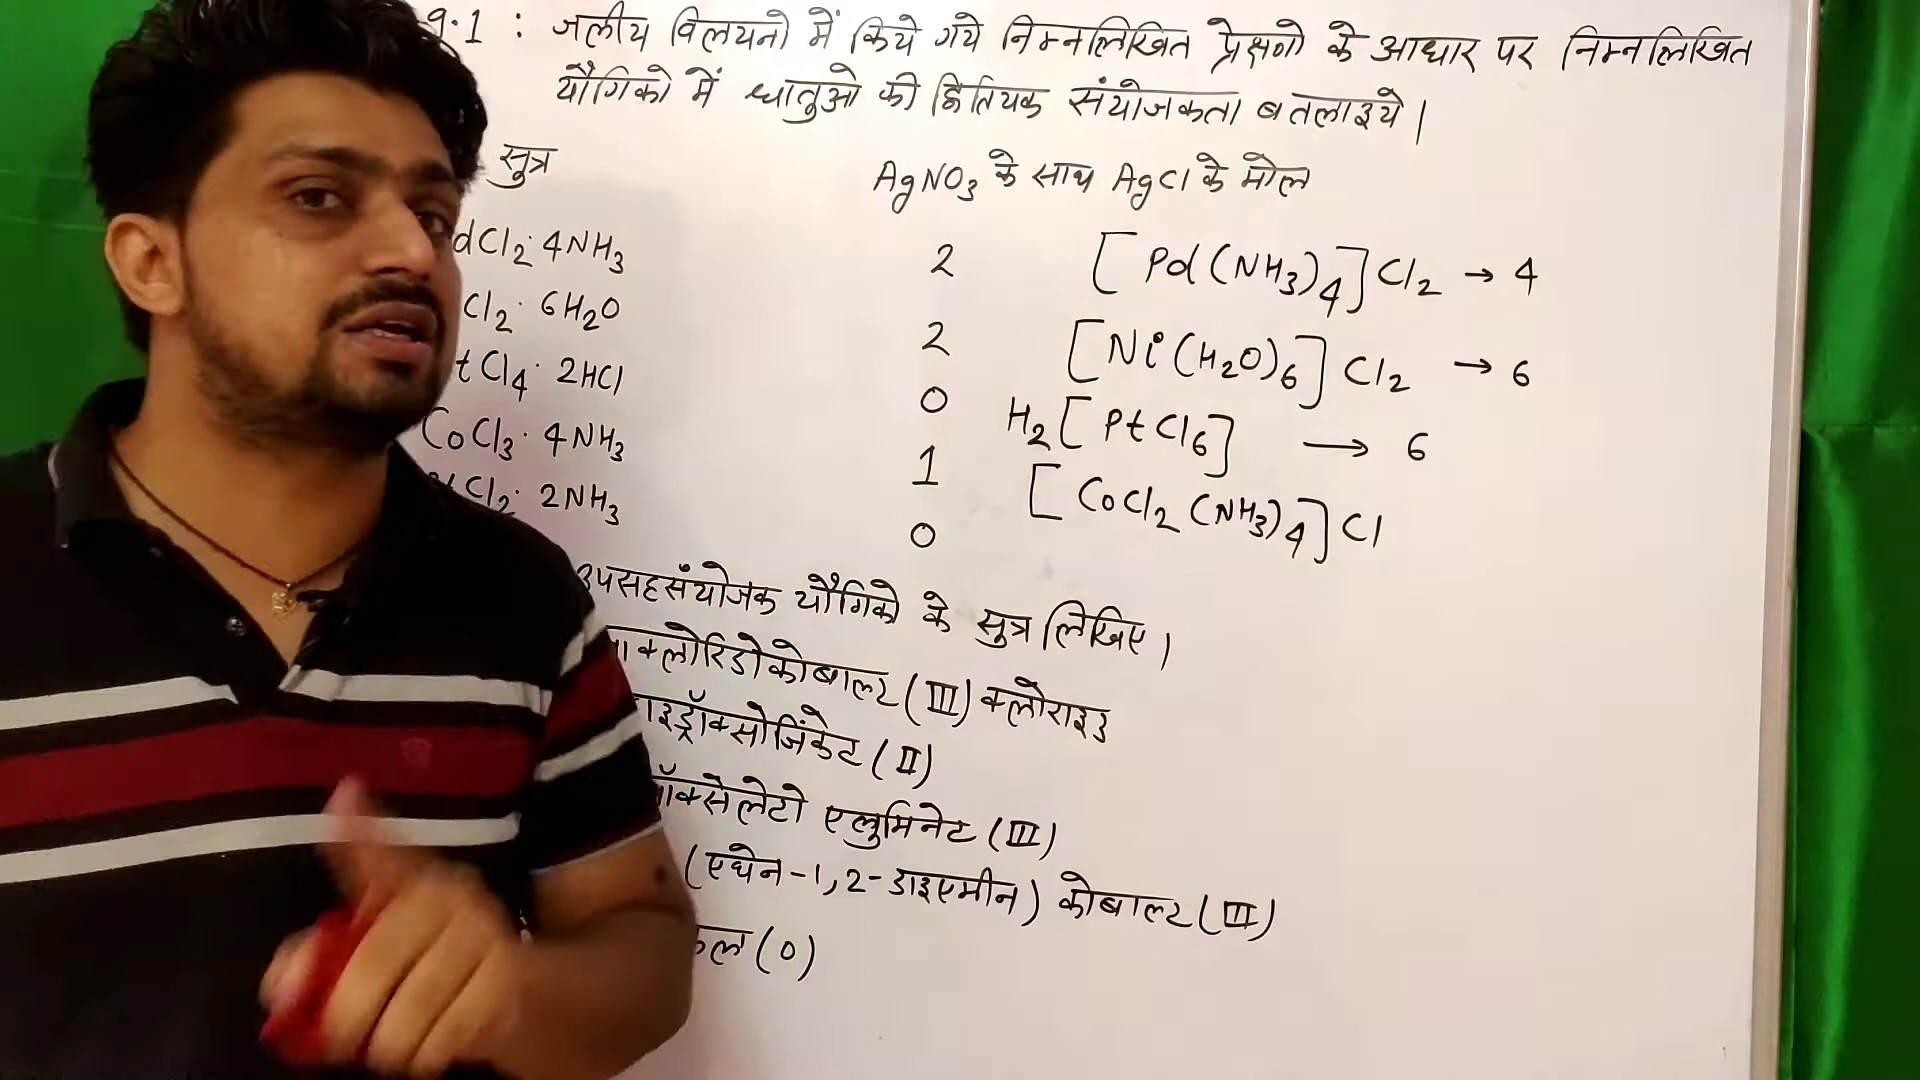 9.1 : जलीय विलयनो में किये गये निम्नलिखित प्रेक्षणो के आधार पर निम्नलिखित
यौगिको में धातुओ की द्वितियक संयोजकता बतलाइये।
सुत्र AgNO3 के साथ AgCl के मोल
dCl2· 4NH3 2 [Pd(NH3)4]Cl2 → 4
Cl2· 6H2O 2 [Ni(H2O)6]Cl2 → 6
tCl4· 2HCl 0 H2[PtCl6] → 6
CoCl3· 4NH3 1 [CoCl2(NH3)4]Cl
Cl2· 2NH3 0
उपसहसंयोजक यौगिको के सुत्र लिखिए।
क्लोरिडोकोबाल्ट (III) क्लोराइड
हाइड्रॉक्सोजिंकेट (II)
ऑक्सेलेटो एलुमिनेट (III)
(एथेन-1,2-डाइएमीन) कोबाल्ट (III)
कल (0)